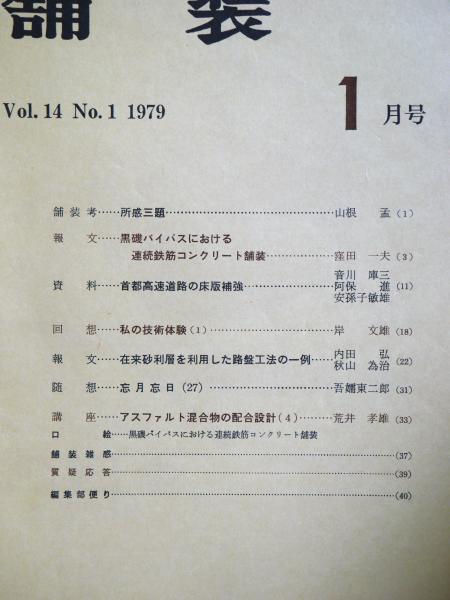 舗装
Vol. 14 No. 1 1979 1月号
舗装考……所感三題……山根 孟(1)
報文……黒磯バイパスにおける
連続鉄筋コンクリート舗装……窪田 一夫(3)
音川 庫三
資料……首都高速道路の床版補強……阿保 進(11)
安孫子敏雄
回想……私の技術体験(1)……岸 文雄(18)
報文……在来砂利層を利用した路盤工法の一例……内田 弘
秋山 為治(22)
随想……忘月忘日(27)……吾嬬東二郎(31)
講座……アスファルト混合物の配合設計(4)……荒井 孝雄(33)
口絵……黒磯バイパスにおける連続鉄筋コンクリート舗装
舗装雑感……(37)
質疑応答……(39)
編集部便り……(40)